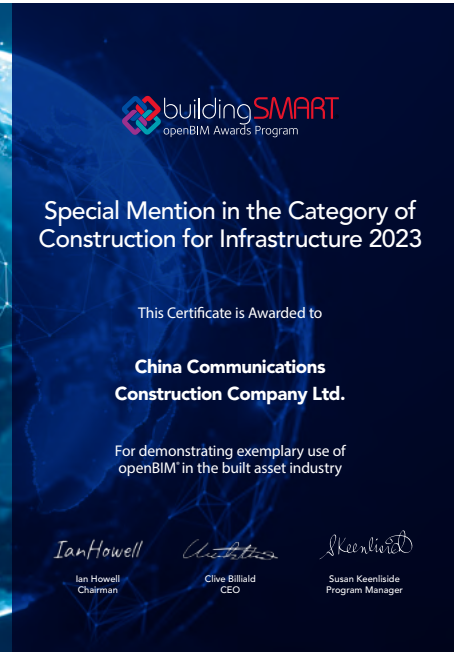 buildingSMART
openBIM Awards Program
Special Mention in the Category of
Construction for Infrastructure 2023
This Certificate is Awarded to
China Communications
Construction Company Ltd.
For demonstrating exemplary use of
openBIM® in the built asset industry
IanHowell
SKeenliside
Ian Howell
Chairman
Clive Billiald
CEO
Susan Keenliside
Program Manager